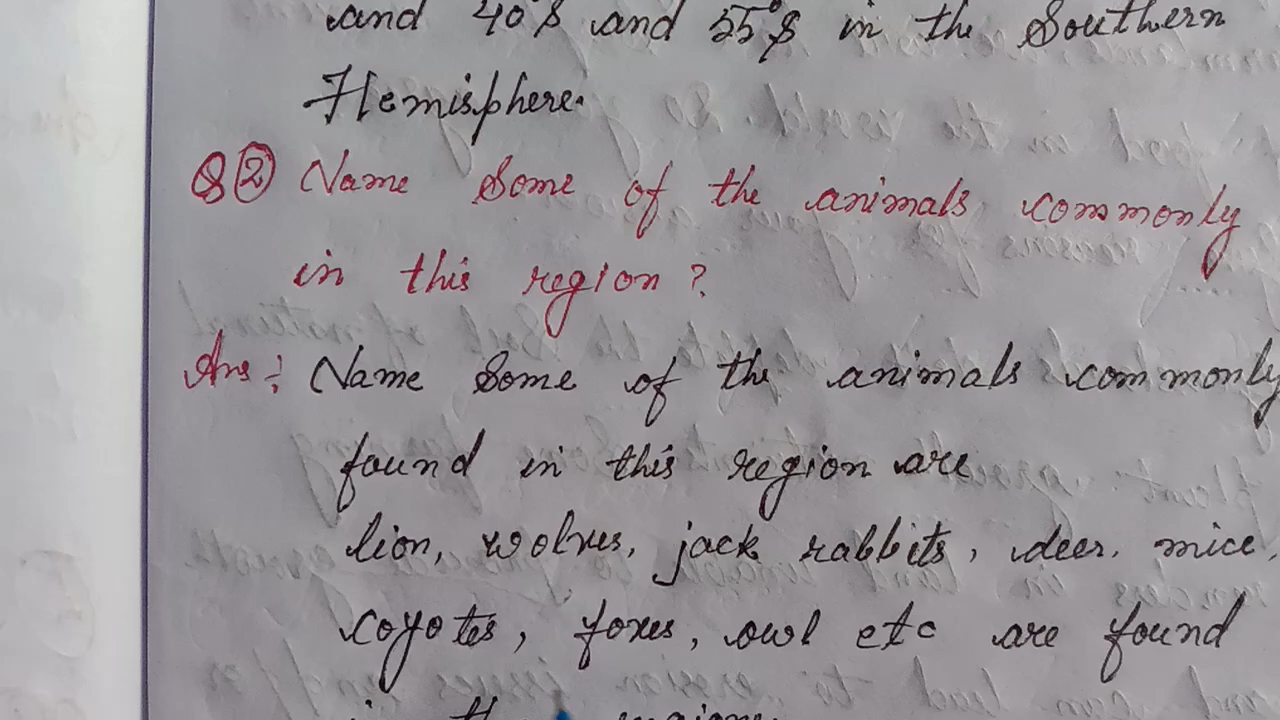 and 40°S and 55°S in the Southern
Hemisphere.
Q② Name Some of the animals commonly
in this region?
Ans:- Name Some of the animals commonly
found in this region are
lion, wolves, jack rabbits, deer, mice,
coyotes, foxes, owl etc are found